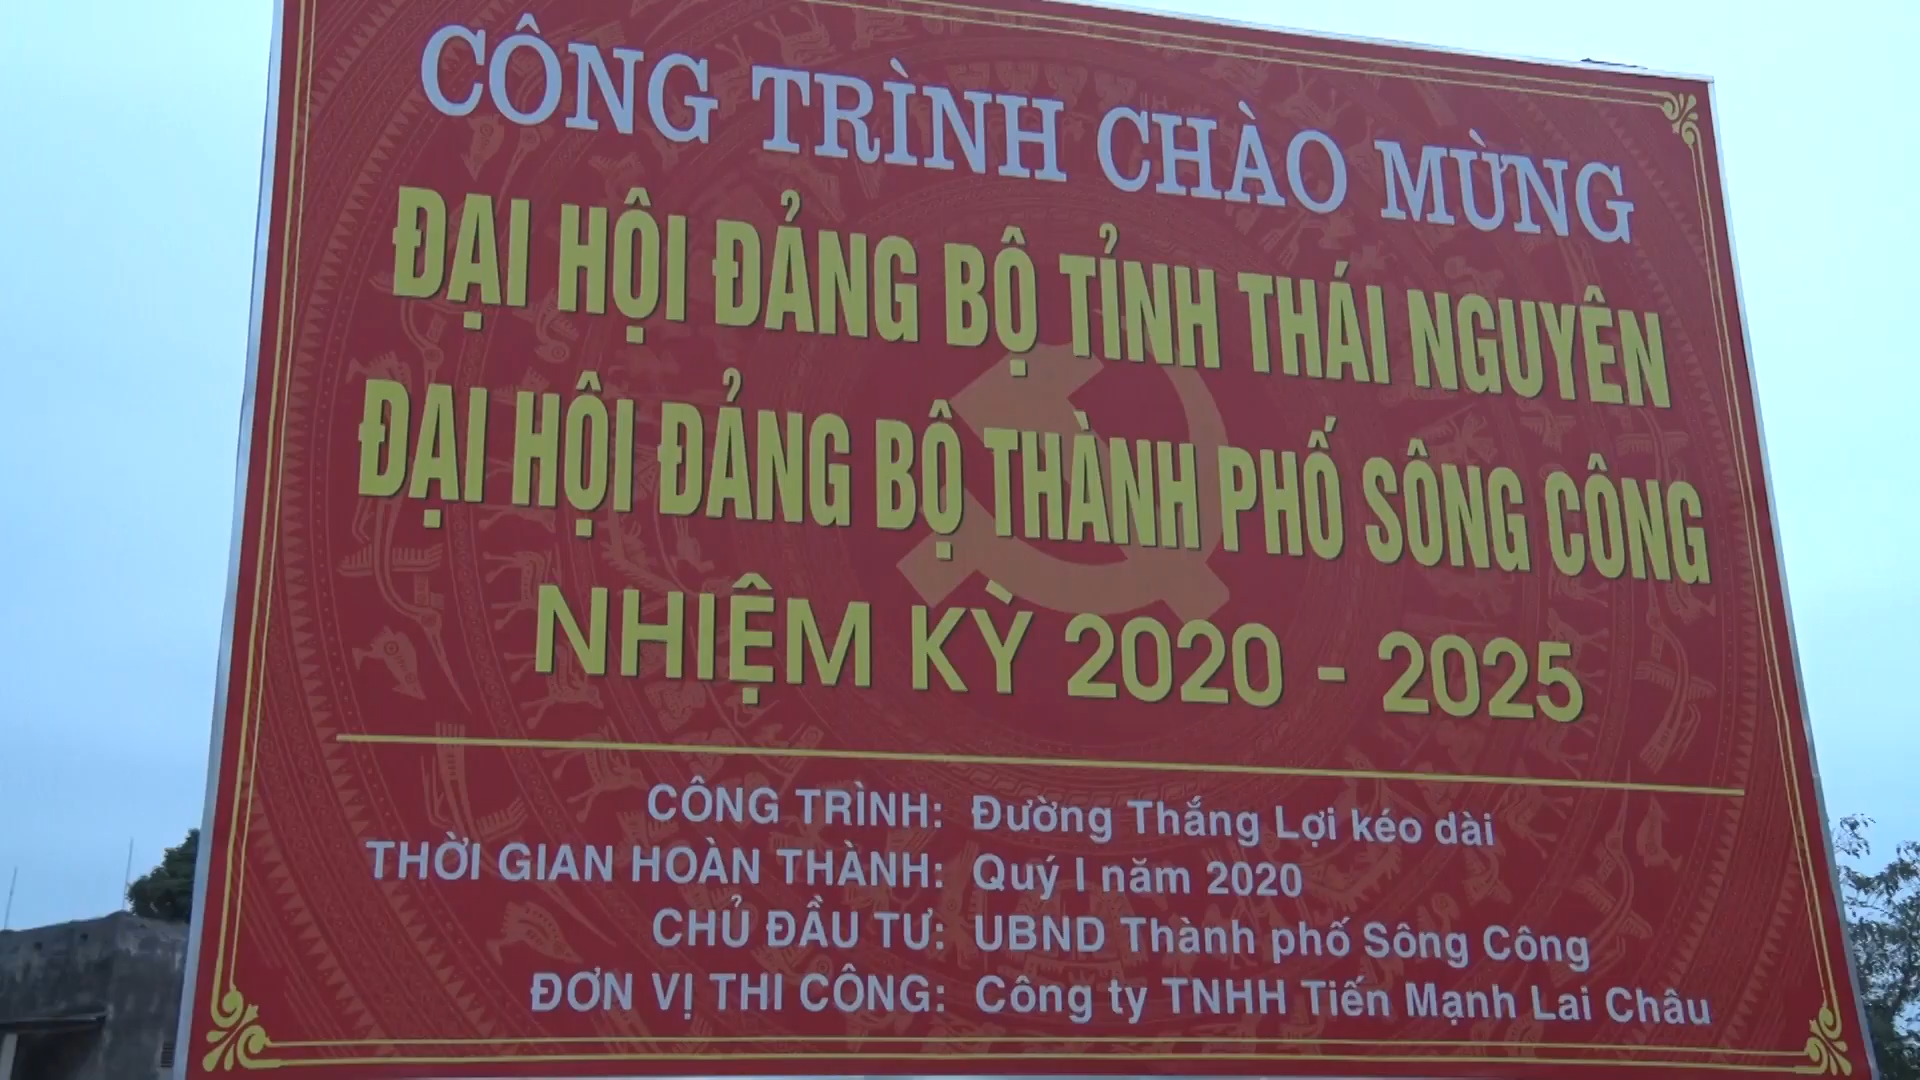 CÔNG TRÌNH CHÀO MỪNG
ĐẠI HỘI ĐẢNG BỘ TỈNH THÁI NGUYÊN
ĐẠI HỘI ĐẢNG BỘ THÀNH PHỐ SÔNG CÔNG
NHIỆM KỲ 2020 - 2025
CÔNG TRÌNH: Đường Thắng Lợi kéo dài
THỜI GIAN HOÀN THÀNH: Quý I năm 2020
CHỦ ĐẦU TƯ: UBND Thành phố Sông Công
ĐƠN VỊ THI CÔNG: Công ty TNHH Tiến Mạnh Lai Châu